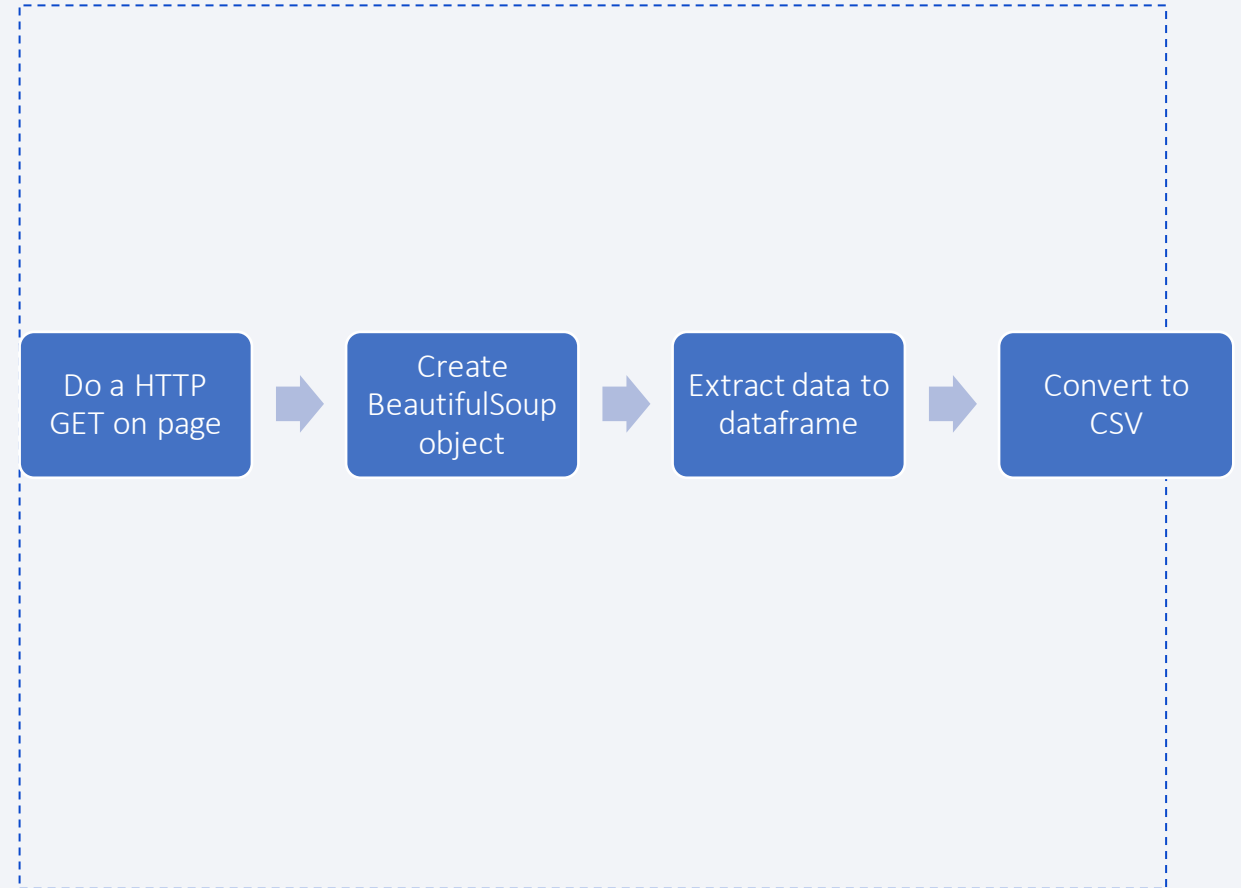 Do a HTTP
GET on page
Create
BeautifulSoup
object
Extract data to
dataframe
Convert to
CSV